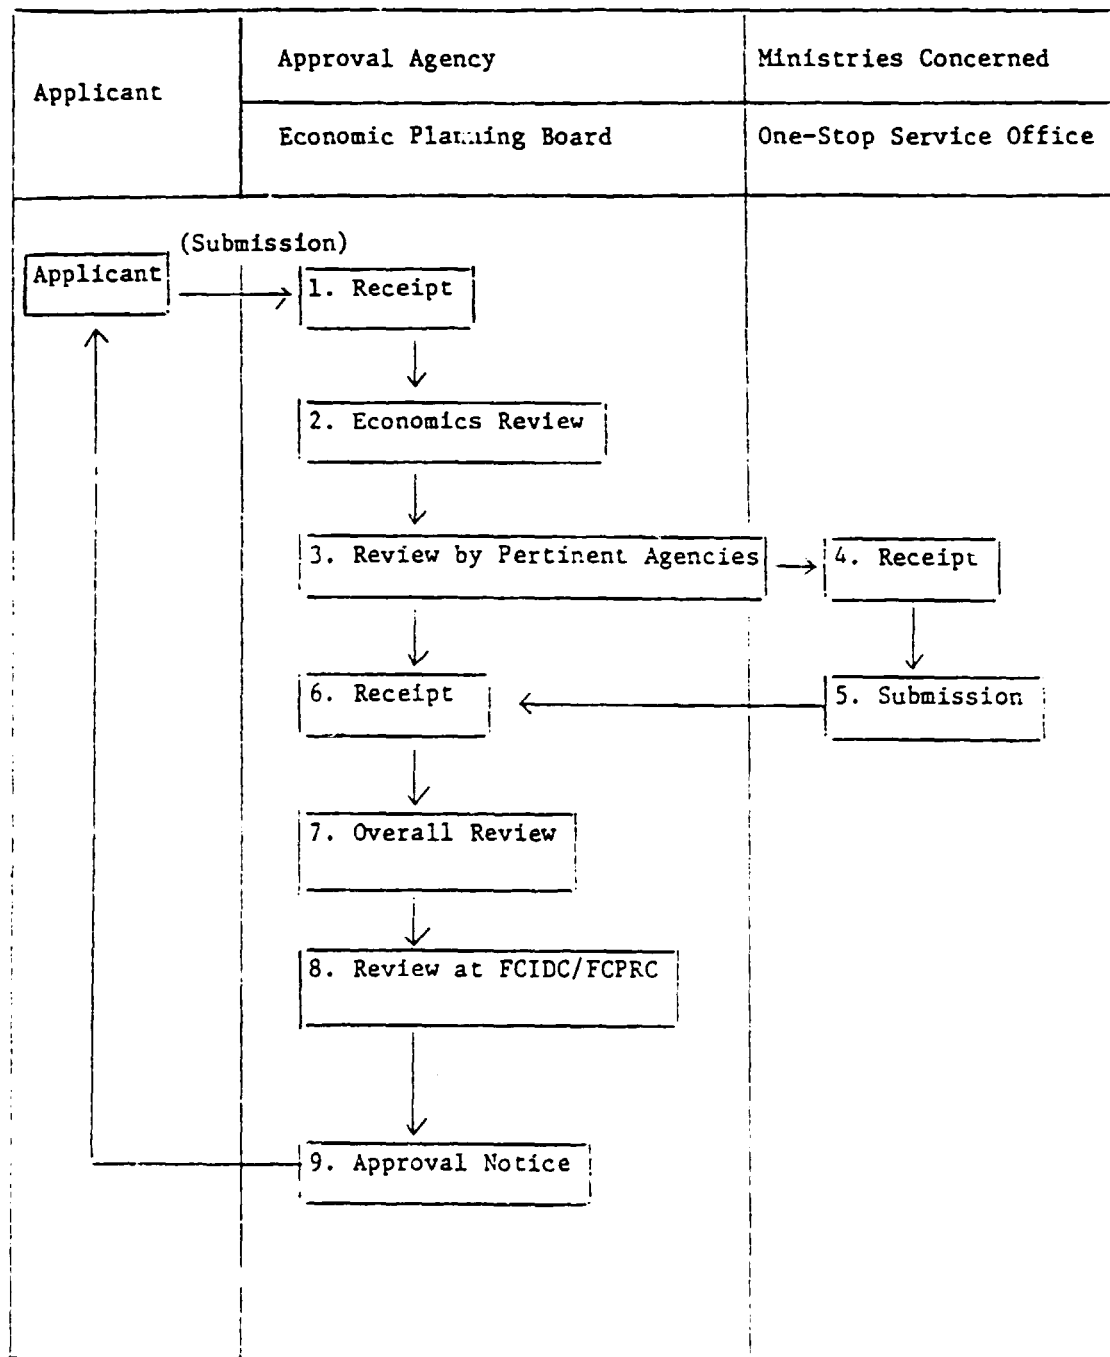 Applicant
Approval Agency
Ministries Concerned
Economic Planning Board
One-Stop Service Office
(Submission)
Applicant
1. Receipt
2. Economics Review
3. Review by Pertinent Agencies
4. Receipt
6. Receipt
5. Submission
7. Overall Review
8. Review at FCIDC/FCPRC
9. Approval Notice